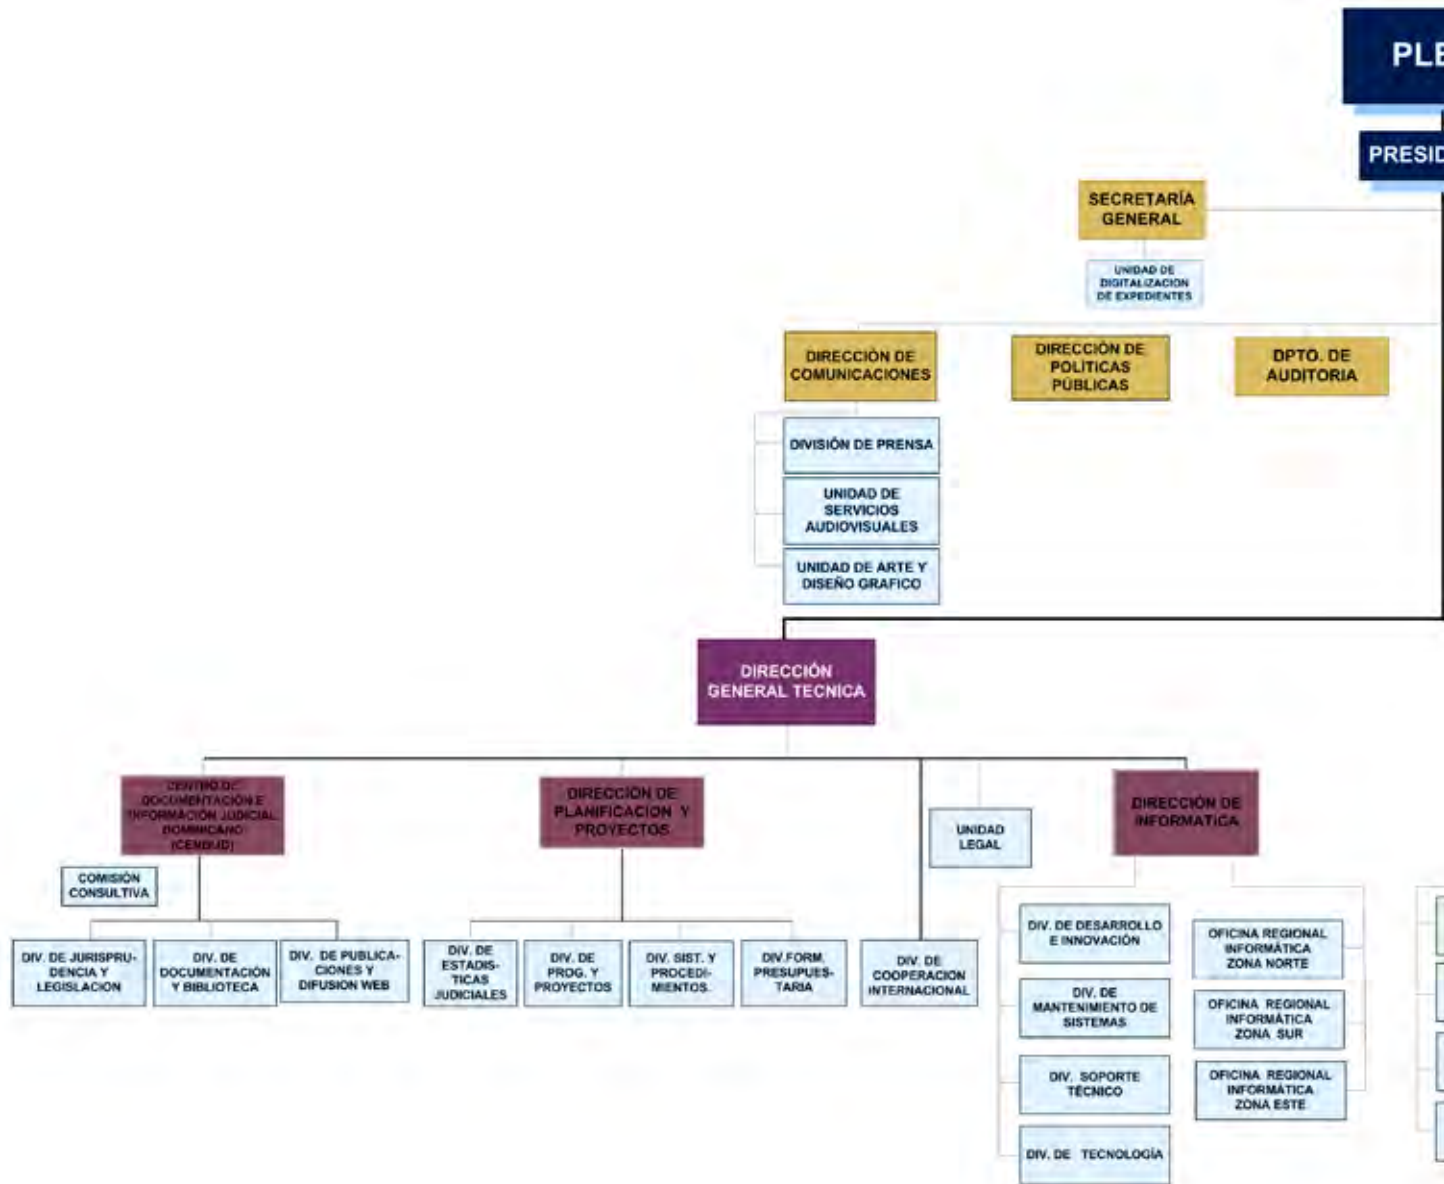 PLE
PRESID
SECRETARÍA
GENERAL
UNIDAD DE
DIGITALIZACION
DE EXPEDIENTES
DIRECCIÓN DE
COMUNICACIONES
DIRECCIÓN DE
POLÍTICAS
PÚBLICAS
DPTO. DE
AUDITORIA
DIVISIÓN DE PRENSA
UNIDAD DE
SERVICIOS
AUDIOVISUALES
UNIDAD DE ARTE Y
DISEÑO GRAFICO
DIRECCIÓN
GENERAL TECNICA
CENTRO DE
DOCUMENTACIÓN E
INFORMACIÓN JUDICIAL
DOMINICANO
(CENDIJD)
DIRECCIÓN DE
PLANIFICACION Y
PROYECTOS
UNIDAD
LEGAL
DIRECCIÓN DE
INFORMATICA
COMISIÓN
CONSULTIVA
DIV. DE JURISPRU-
DENCIA Y
LEGISLACION
DIV. DE
DOCUMENTACIÓN
Y BIBLIOTECA
DIV. DE PUBLICA-
CIONES Y
DIFUSION WEB
DIV. DE
ESTADIS-
TICAS
JUDICIALES
DIV. DE
PROG. Y
PROYECTOS
DIV. SIST. Y
PROCEDI-
MIENTOS
DIV.FORM.
PRESUPUES-
TARIA
DIV. DE
COOPERACION
INTERNACIONAL
DIV. DE DESARROLLO
E INNOVACIÓN
DIV. DE
MANTENIMIENTO DE
SISTEMAS
DIV. SOPORTE
TÉCNICO
DIV. DE TECNOLOGÍA
OFICINA REGIONAL
INFORMÁTICA
ZONA NORTE
OFICINA REGIONAL
INFORMÁTICA
ZONA SUR
OFICINA REGIONAL
INFORMÁTICA
ZONA ESTE